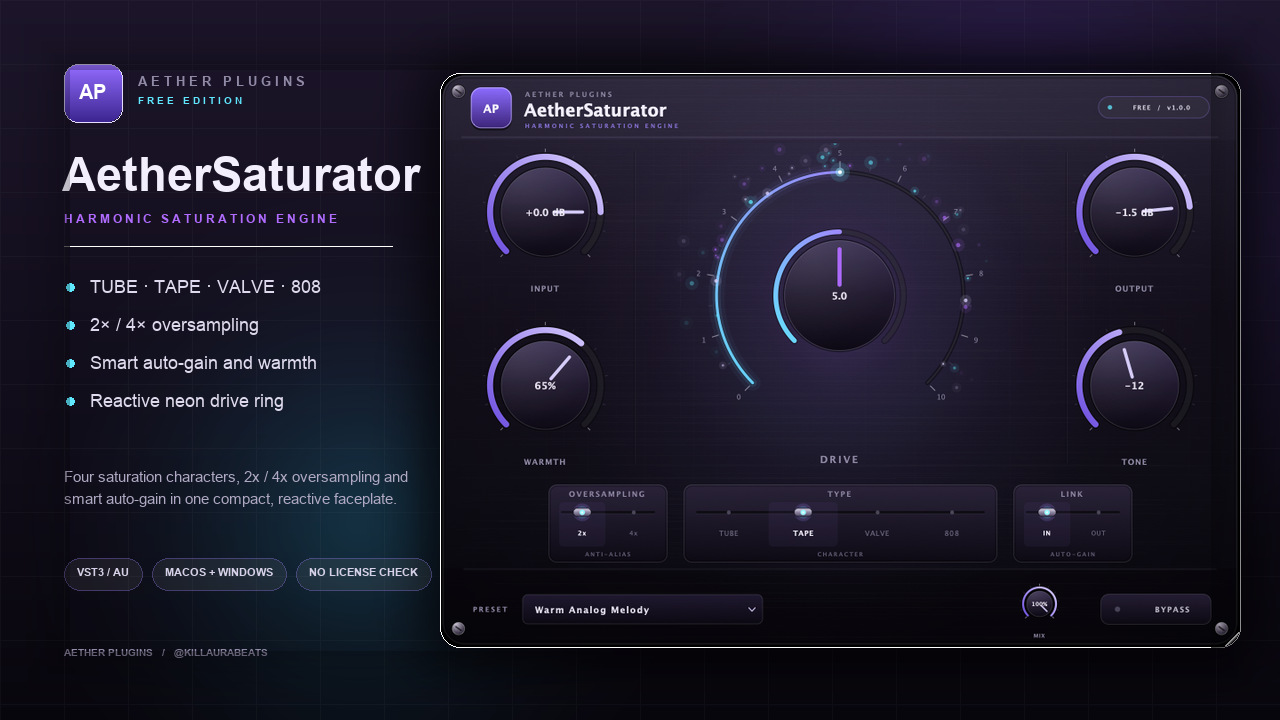 AP
AETHER PLUGINS
FREE EDITION
AetherSaturator
HARMONIC SATURATION ENGINE
TUBE · TAPE · VALVE · 808
2× / 4× oversampling
Smart auto-gain and warmth
Reactive neon drive ring
Four saturation characters, 2x / 4x oversampling and
smart auto-gain in one compact, reactive faceplate.
VST3 / AU MACOS + WINDOWS NO LICENSE CHECK
AETHER PLUGINS / @KILLAURABEATS
AP
AETHER PLUGINS
AetherSaturator
HARMONIC SATURATION ENGINE
FREE / v1.0.0
+0.0 dB
INPUT
65%
WARMTH
0 1 2 3 4 5 6 7 8 9 10
5.0
DRIVE
−1.5 dB
OUTPUT
−12
TONE
OVERSAMPLING
2x 4x
ANTI-ALIAS
TYPE
TUBE TAPE VALVE 808
CHARACTER
LINK
IN OUT
AUTO-GAIN
PRESET Warm Analog Melody
100%
MIX
BYPASS